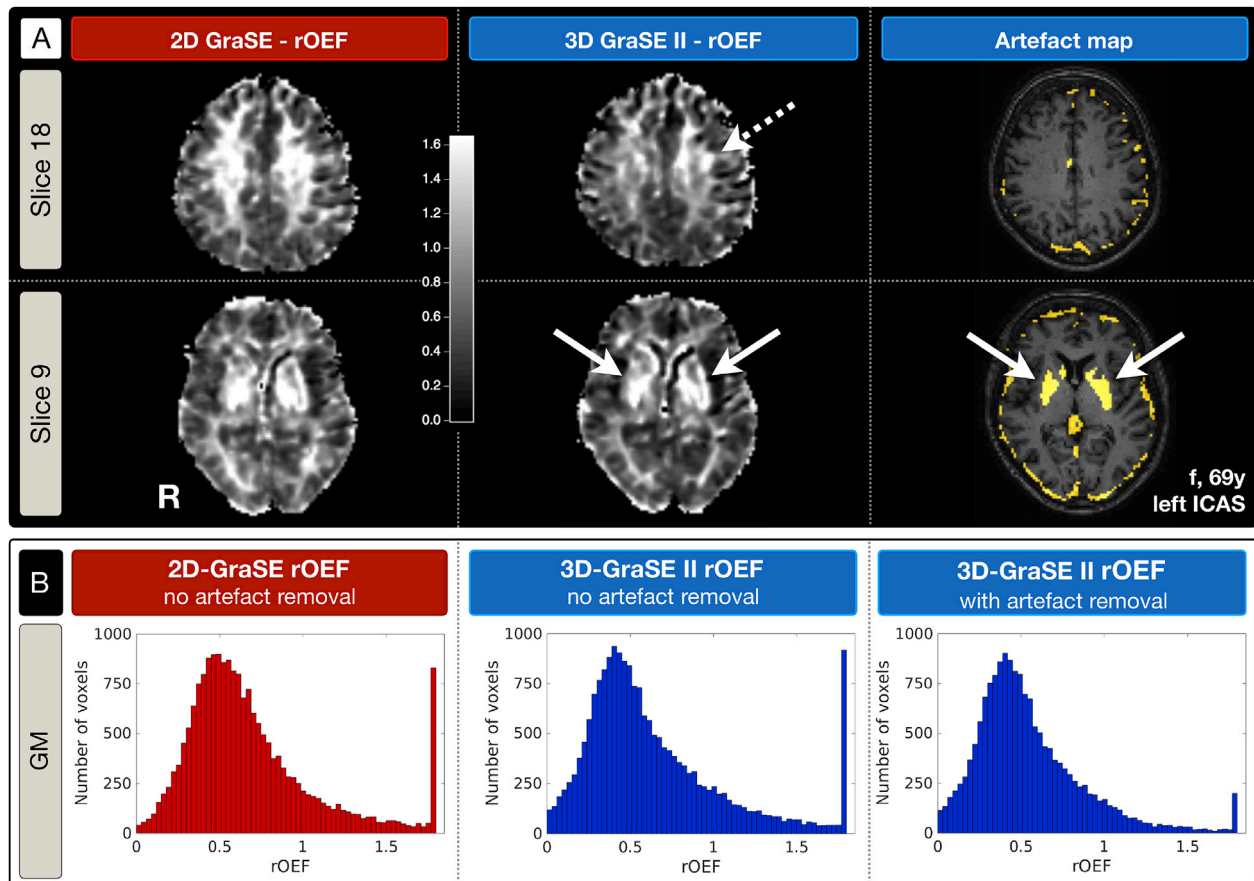 A
2D GraSE - rOEF
3D GraSE II - rOEF
Artefact map
Slice 18
1.6
1.4
1.2
1.0
0.8
0.6
0.4
0.2
0.0
Slice 9
R
f, 69y
left ICAS
B
2D-GraSE rOEF
no artefact removal
3D-GraSE II rOEF
no artefact removal
3D-GraSE II rOEF
with artefact removal
GM
Number of voxels
1000
750
500
250
0
0 0.5 1 1.5
rOEF
Number of voxels
1000
750
500
250
0
0 0.5 1 1.5
rOEF
Number of voxels
1000
750
500
250
0
0 0.5 1 1.5
rOEF